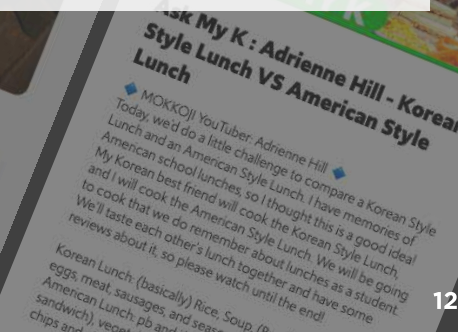 Ask My K : Adrienne Hill - Korean
Style Lunch VS American Style
Lunch
MOKKOJI YouTuber: Adrienne Hill
Today, we'd do a little challenge to compare a Korean Style
Lunch and an American Style Lunch. I have memories of
American school lunches, so I thought this is a good idea!
My Korean best friend will cook the Korean Style Lunch,
and I will cook the American Style Lunch. We will be going
to cook that we do remember about lunches as a student.
We'll taste each other's lunch together and have some
reviews about it, so please watch until the end!
Korean Lunch: (basically) Rice, Soup, (B
eggs, meat, sausages, and seas
American Lunch: pb and
sandwich), veget
chips and
12